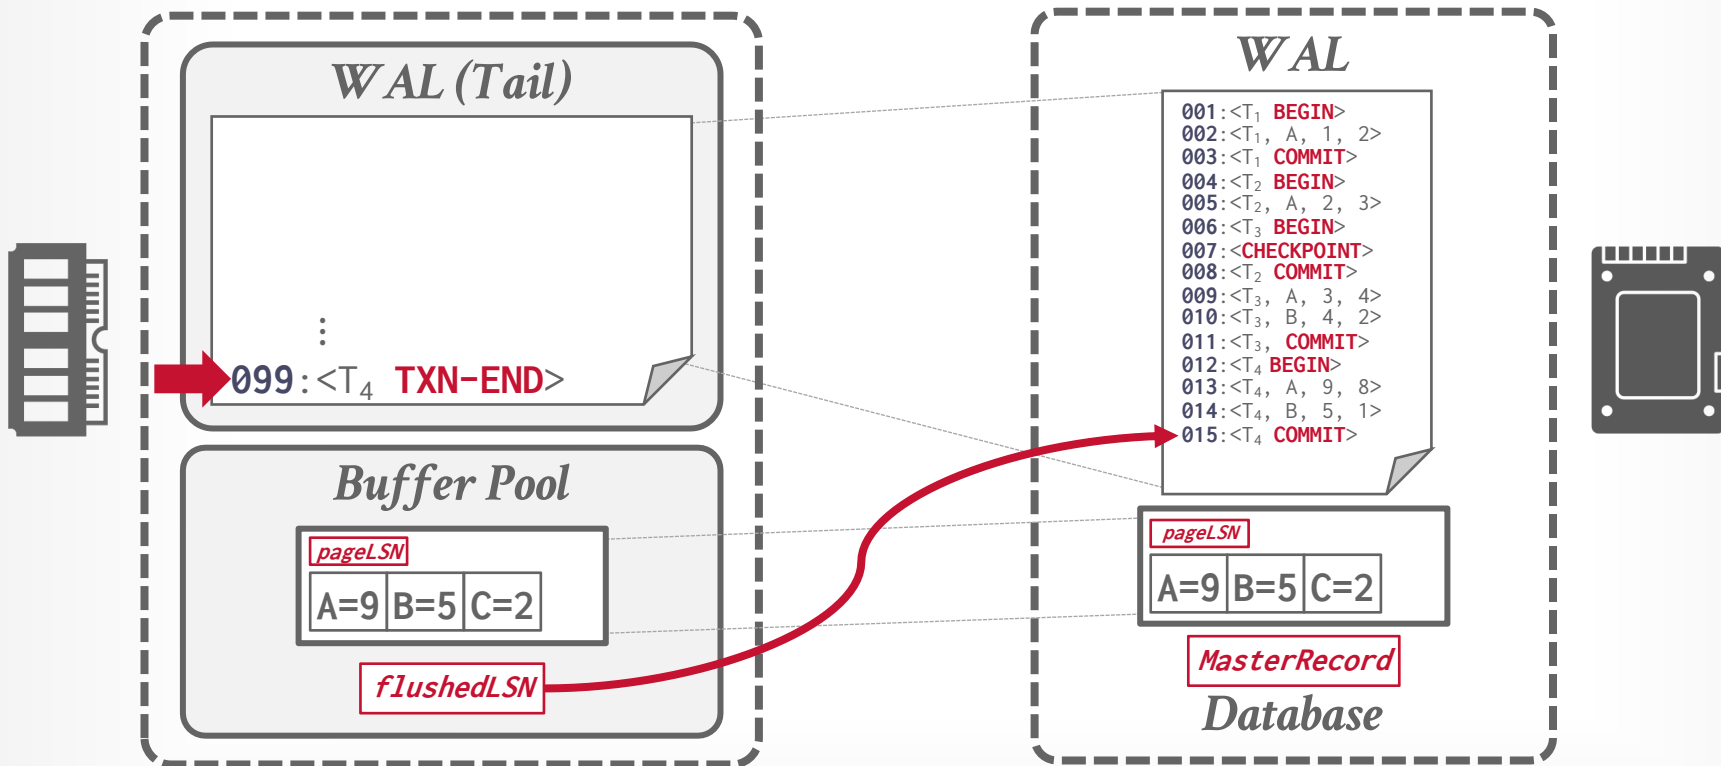 WAL (Tail)
⋮
099:<T₄ TXN-END>
Buffer Pool
pageLSN
A=9 B=5 C=2
flushedLSN
WAL
001:<T₁ BEGIN>
002:<T₁, A, 1, 2>
003:<T₁ COMMIT>
004:<T₂ BEGIN>
005:<T₂, A, 2, 3>
006:<T₃ BEGIN>
007:<CHECKPOINT>
008:<T₂ COMMIT>
009:<T₃, A, 3, 4>
010:<T₃, B, 4, 2>
011:<T₃, COMMIT>
012:<T₄ BEGIN>
013:<T₄, A, 9, 8>
014:<T₄, B, 5, 1>
015:<T₄ COMMIT>
pageLSN
A=9 B=5 C=2
MasterRecord
Database